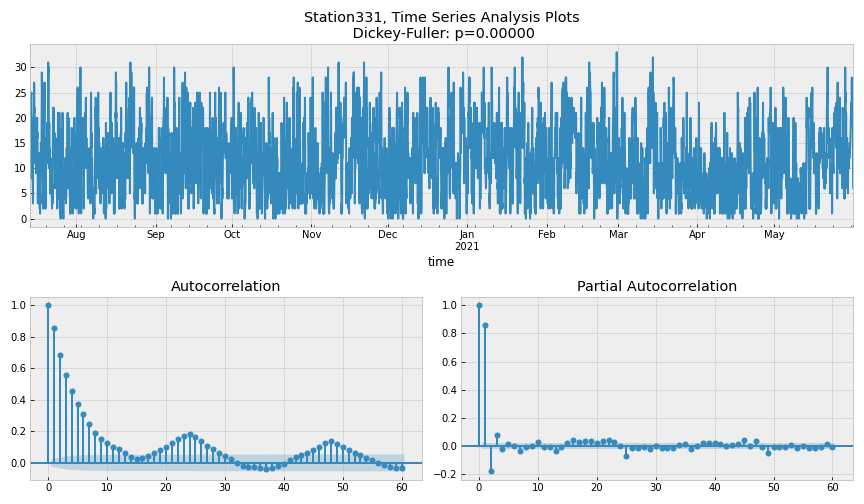 Station331, Time Series Analysis Plots
Dickey-Fuller: p=0.00000
30
25
20
15
10
5
0
Aug Sep Oct Nov Dec Jan Feb Mar Apr May
2021
time
Autocorrelation
1.0
0.8
0.6
0.4
0.2
0.0
0 10 20 30 40 50 60
Partial Autocorrelation
1.0
0.8
0.6
0.4
0.2
0.0
−0.2
0 10 20 30 40 50 60